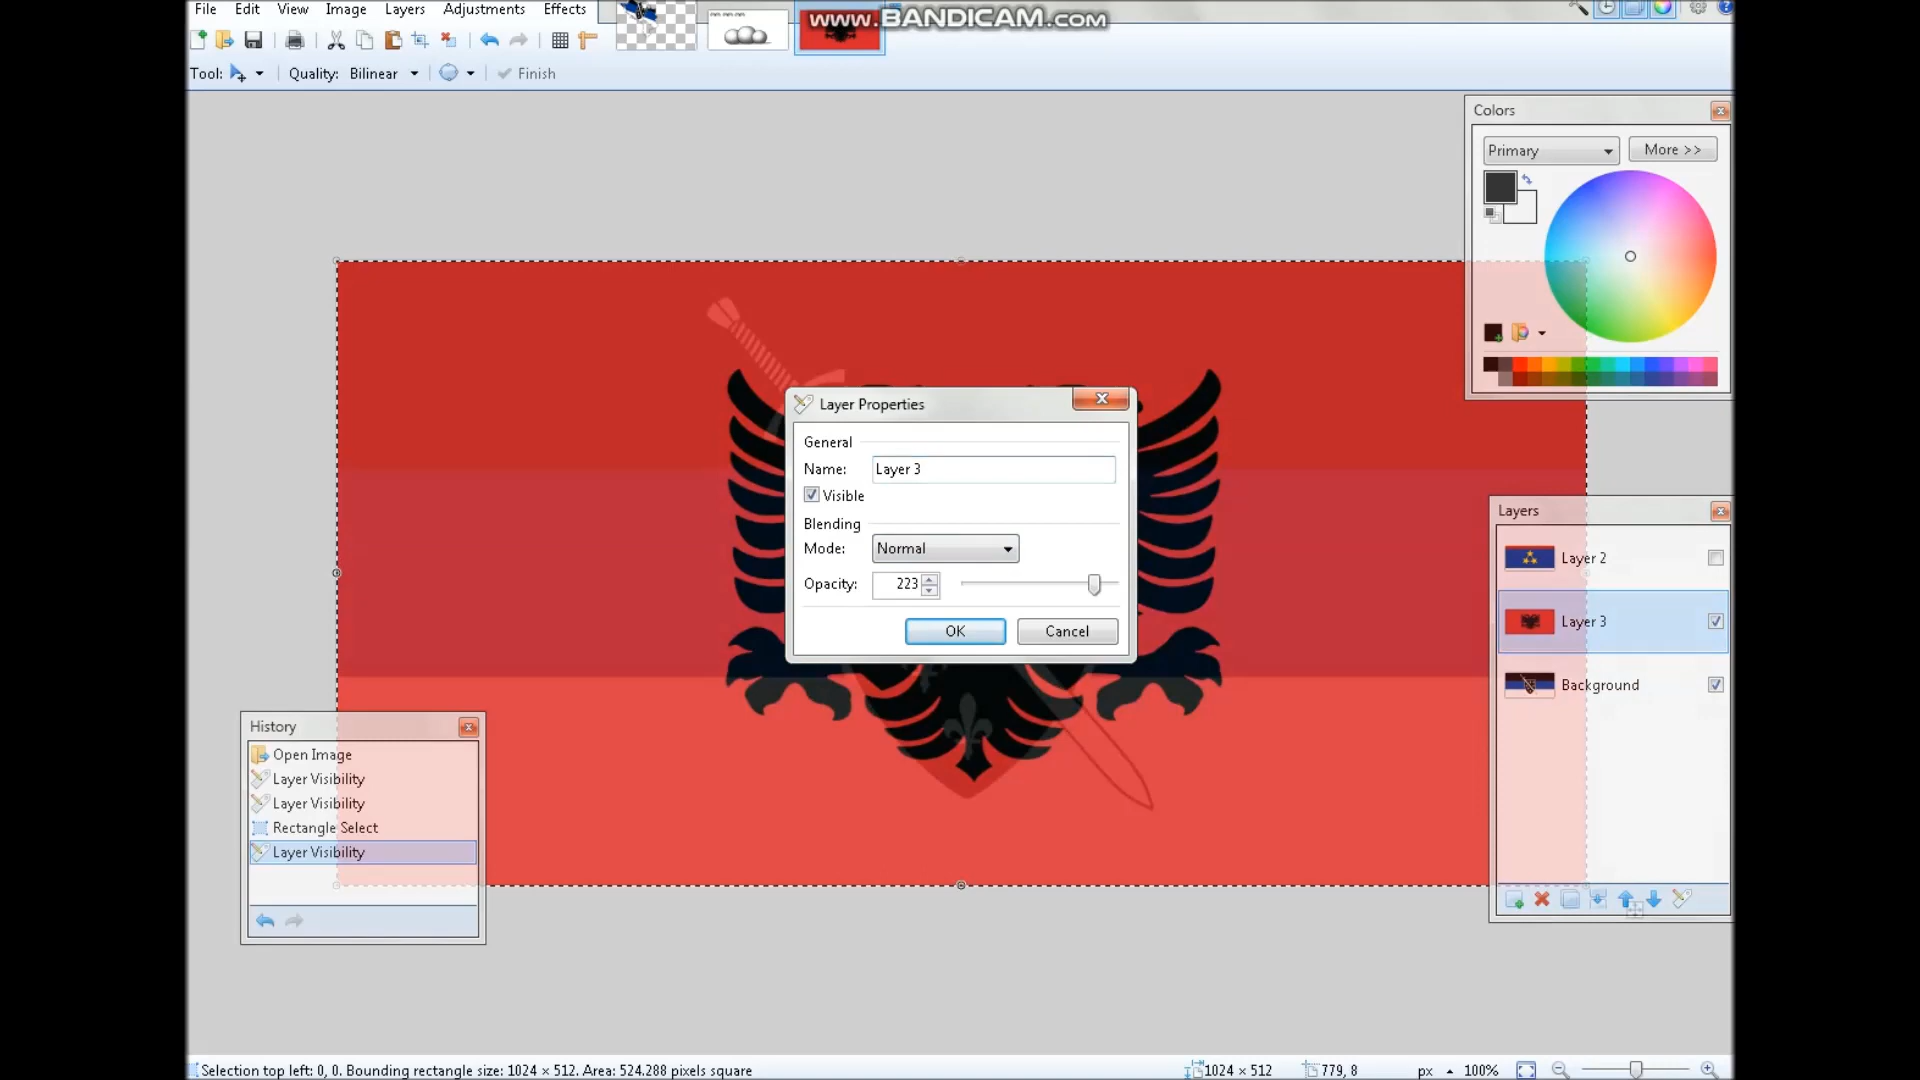 File Edit View Image Layers Adjustments Effects
www.BANDICAM.com
Tool: Quality: Bilinear Finish
Colors
Primary More >>
Layer Properties
General
Name: Layer 3
Visible
Blending
Mode: Normal
Opacity: 223
OK Cancel
Layers
Layer 2
Layer 3
Background
History
Open Image
Layer Visibility
Layer Visibility
Rectangle Select
Layer Visibility
Selection top left: 0, 0. Bounding rectangle size: 1024 × 512. Area: 524.288 pixels square
1024 × 512 779, 8 px 100%